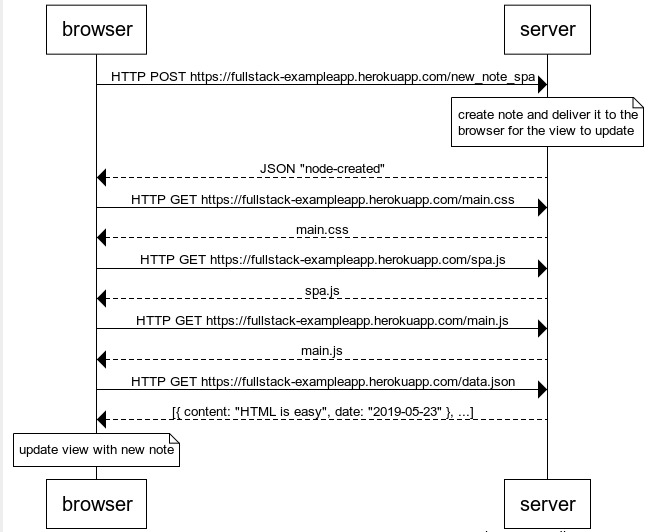 browser server
HTTP POST https://fullstack-exampleapp.herokuapp.com/new_note_spa
create note and deliver it to the
browser for the view to update
JSON "node-created"
HTTP GET https://fullstack-exampleapp.herokuapp.com/main.css
main.css
HTTP GET https://fullstack-exampleapp.herokuapp.com/spa.js
spa.js
HTTP GET https://fullstack-exampleapp.herokuapp.com/main.js
main.js
HTTP GET https://fullstack-exampleapp.herokuapp.com/data.json
[{ content: "HTML is easy", date: "2019-05-23" }, ...]
update view with new note
browser server